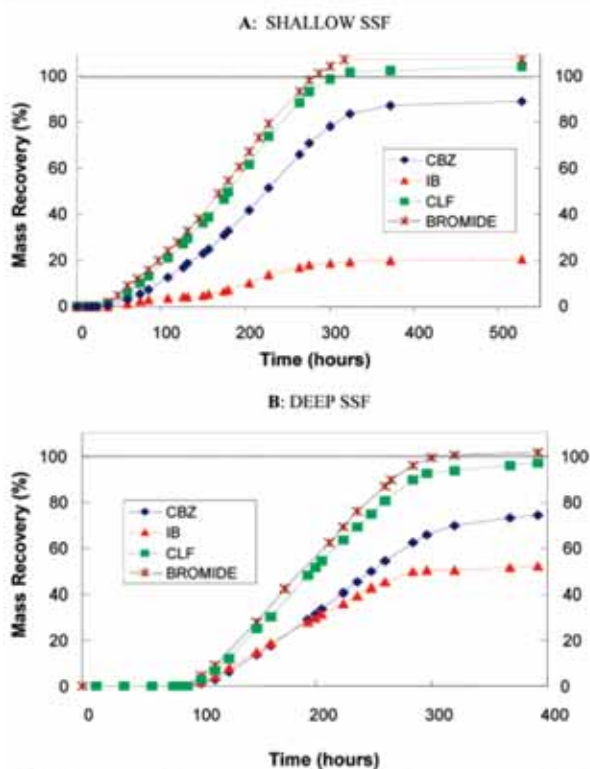 A: SHALLOW SSF
100
80
60
40
20
0
Mass Recovery (%)
100
80
60
40
20
0
CBZ
IB
CLF
BROMIDE
0 100 200 300 400 500
Time (hours)
B: DEEP SSF
100
80
60
40
20
0
Mass Recovery (%)
100
80
60
40
20
0
CBZ
IB
CLF
BROMIDE
0 100 200 300 400
Time (hours)